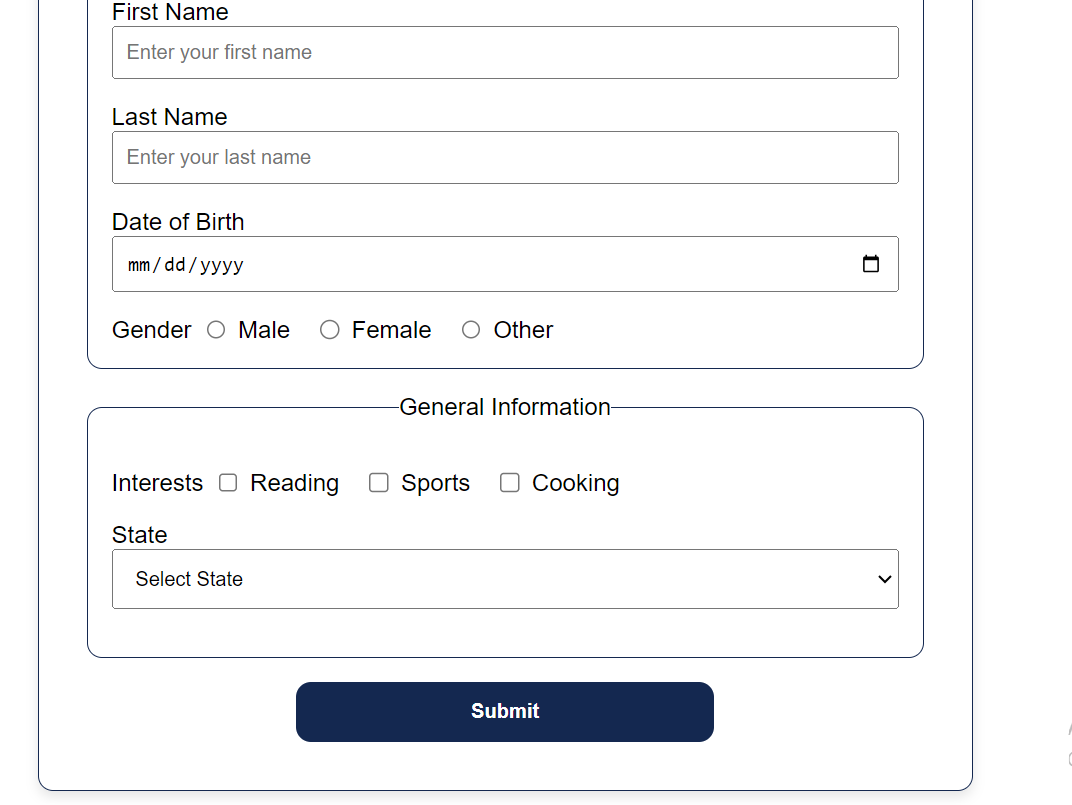 First Name
Enter your first name
Last Name
Enter your last name
Date of Birth
mm/dd/yyyy
Gender Male Female Other
General Information
Interests Reading Sports Cooking
State
Select State
Submit